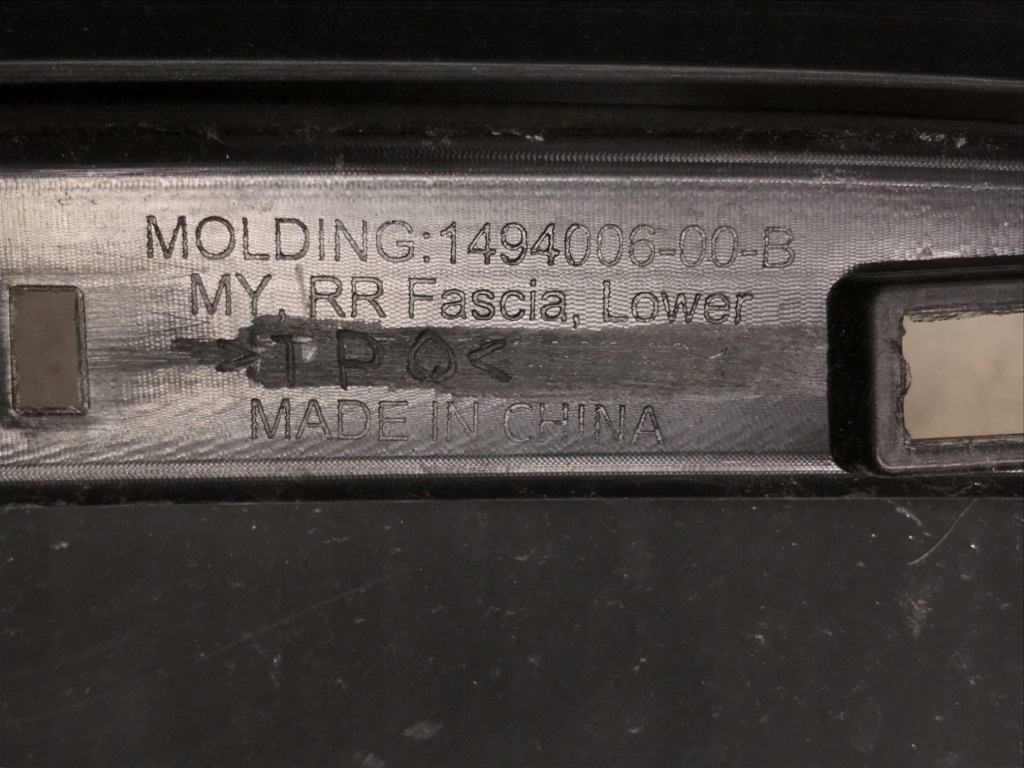 MOLDING:1494006-00-B
MY, RR Fascia, Lower
>TPO<
MADE IN CHINA